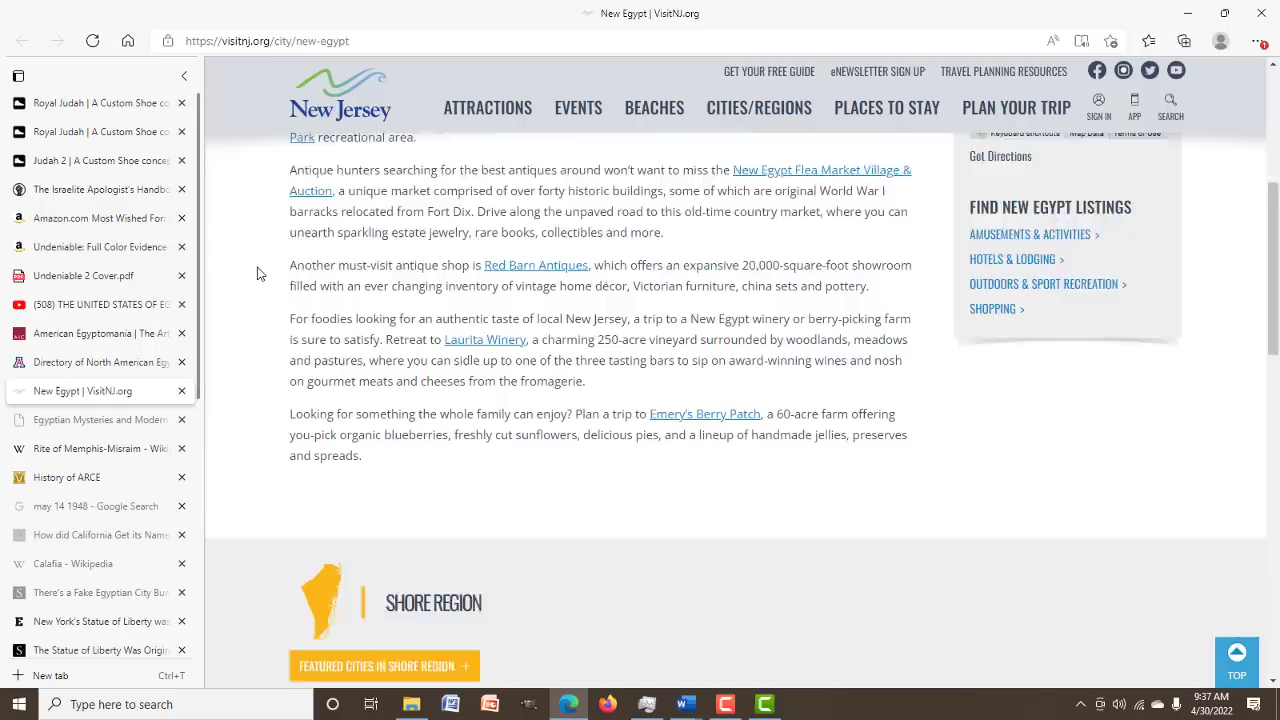 New Egypt | VisitNJ.org
https://visitnj.org/city/new-egypt
Royal Judah | A Custom Shoe co
Royal Judah | A Custom Shoe co
Judah 2 | A Custom Shoe concep
The Israelite Apologist's Handbo
Amazon.com Most Wished For:
Undeniable: Full Color Evidence
Undeniable 2 Cover.pdf
(508) THE UNITED STATES OF EG
American Egyptomania | The Art
Directory of North American Eg
New Egypt | VisitNJ.org
Egyptian Mysteries and Modern
Rite of Memphis-Misraim - Wiki
History of ARCE
may 14 1948 - Google Search
How did California Get its Name
Calafia - Wikipedia
There's a Fake Egyptian City Bur
New York's Statue of Liberty was
The Statue of Liberty Was Origin
New tab
Ctrl+T
New Jersey
GET YOUR FREE GUIDE
eNEWSLETTER SIGN UP
TRAVEL PLANNING RESOURCES
ATTRACTIONS
EVENTS
BEACHES
CITIES/REGIONS
PLACES TO STAY
PLAN YOUR TRIP
SIGN IN
APP
SEARCH
Park recreational area.
Antique hunters searching for the best antiques around won't want to miss the New Egypt Flea Market Village &
Auction, a unique market comprised of over forty historic buildings, some of which are original World War I
barracks relocated from Fort Dix. Drive along the unpaved road to this old-time country market, where you can
unearth sparkling estate jewelry, rare books, collectibles and more.
Another must-visit antique shop is Red Barn Antiques, which offers an expansive 20,000-square-foot showroom
filled with an ever changing inventory of vintage home décor, Victorian furniture, china sets and pottery.
For foodies looking for an authentic taste of local New Jersey, a trip to a New Egypt winery or berry-picking farm
is sure to satisfy. Retreat to Laurita Winery, a charming 250-acre vineyard surrounded by woodlands, meadows
and pastures, where you can sidle up to one of the three tasting bars to sip on award-winning wines and nosh
on gourmet meats and cheeses from the fromagerie.
Looking for something the whole family can enjoy? Plan a trip to Emery's Berry Patch, a 60-acre farm offering
you-pick organic blueberries, freshly cut sunflowers, delicious pies, and a lineup of handmade jellies, preserves
and spreads.
Keyboard shortcuts
Map Data
Terms of Use
Got Directions
FIND NEW EGYPT LISTINGS
AMUSEMENTS & ACTIVITIES >
HOTELS & LODGING >
OUTDOORS & SPORT RECREATION >
SHOPPING >
SHORE REGION
FEATURED CITIES IN SHORE REGION +
TOP
Type here to search
9:37 AM
4/30/2022